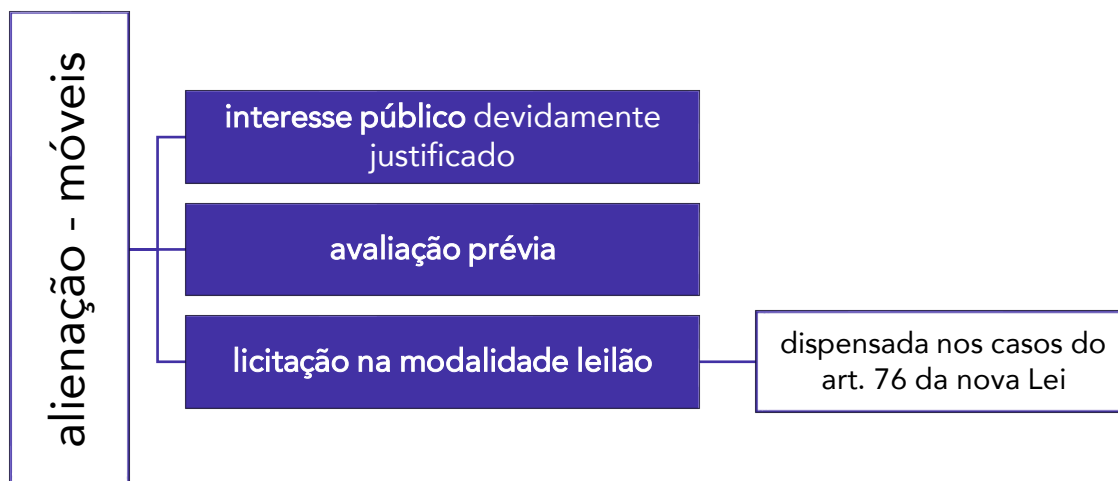 alienação - móveis
interesse público devidamente
justificado
avaliação prévia
licitação na modalidade leilão
dispensada nos casos do
art. 76 da nova Lei